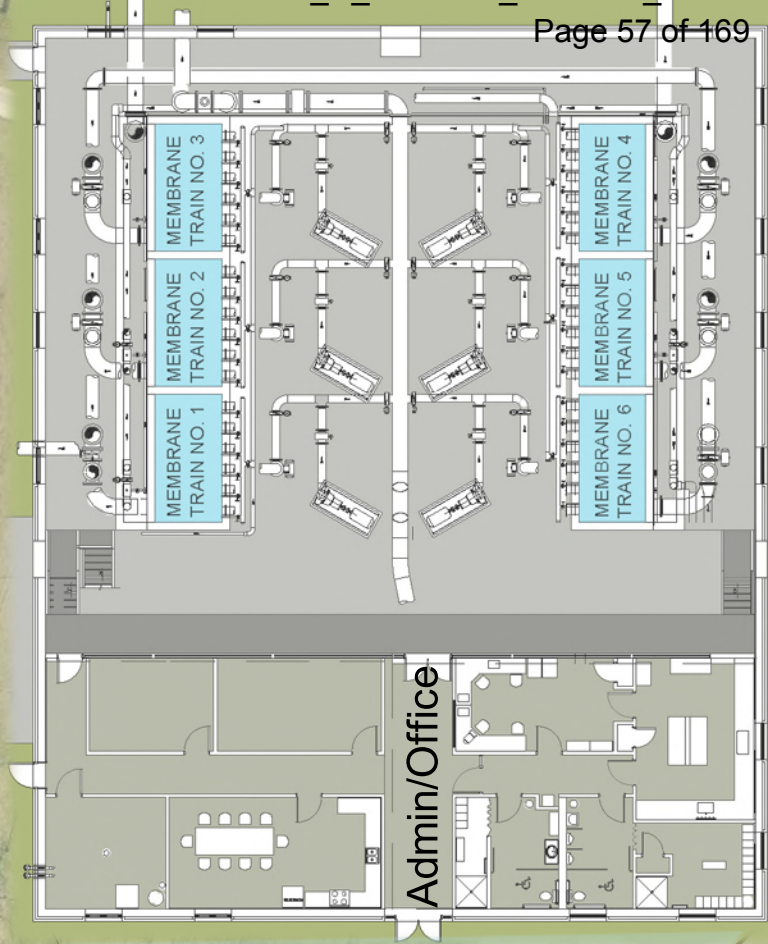 Page 57 of 169
MEMBRANE
TRAIN NO. 3
MEMBRANE
TRAIN NO. 4
MEMBRANE
TRAIN NO. 2
MEMBRANE
TRAIN NO. 5
MEMBRANE
TRAIN NO. 1
MEMBRANE
TRAIN NO. 6
Admin/Office